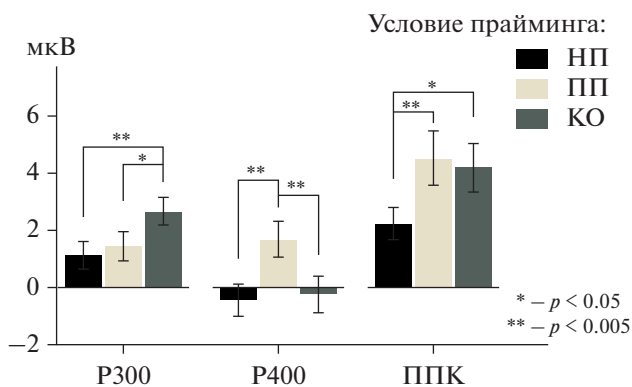 Условие прайминга:
мкВ
НП
ПП
КО
6
4
2
0
−2
**
*
**
**
**
*
* – p < 0.05
** – p < 0.005
P300
P400
ППК